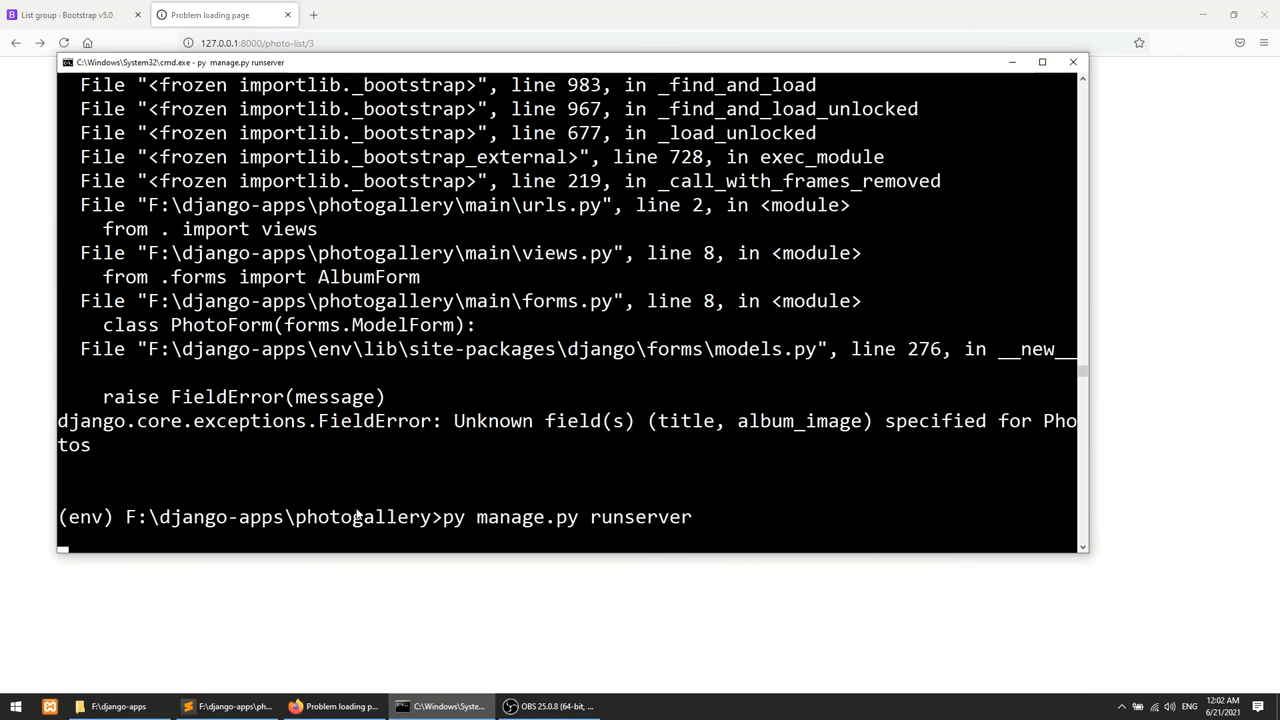 List group · Bootstrap v5.0
Problem loading page
127.0.0.1:8000/photo-list/3
C:\Windows\System32\cmd.exe - py manage.py runserver
File "<frozen importlib._bootstrap>", line 983, in _find_and_load
File "<frozen importlib._bootstrap>", line 967, in _find_and_load_unlocked
File "<frozen importlib._bootstrap>", line 677, in _load_unlocked
File "<frozen importlib._bootstrap_external>", line 728, in exec_module
File "<frozen importlib._bootstrap>", line 219, in _call_with_frames_removed
File "F:\django-apps\photogallery\main\urls.py", line 2, in <module>
from . import views
File "F:\django-apps\photogallery\main\views.py", line 8, in <module>
from .forms import AlbumForm
File "F:\django-apps\photogallery\main\forms.py", line 8, in <module>
class PhotoForm(forms.ModelForm):
File "F:\django-apps\env\lib\site-packages\django\forms\models.py", line 276, in __new__
raise FieldError(message)
django.core.exceptions.FieldError: Unknown field(s) (title, album_image) specified for Pho
tos
(env) F:\django-apps\photogallery>py manage.py runserver
F:\django-apps
F:\django-apps\ph...
Problem loading p...
C:\Windows\Syste...
OBS 25.0.8 (64-bit, ...
ENG
12:02 AM
6/21/2021